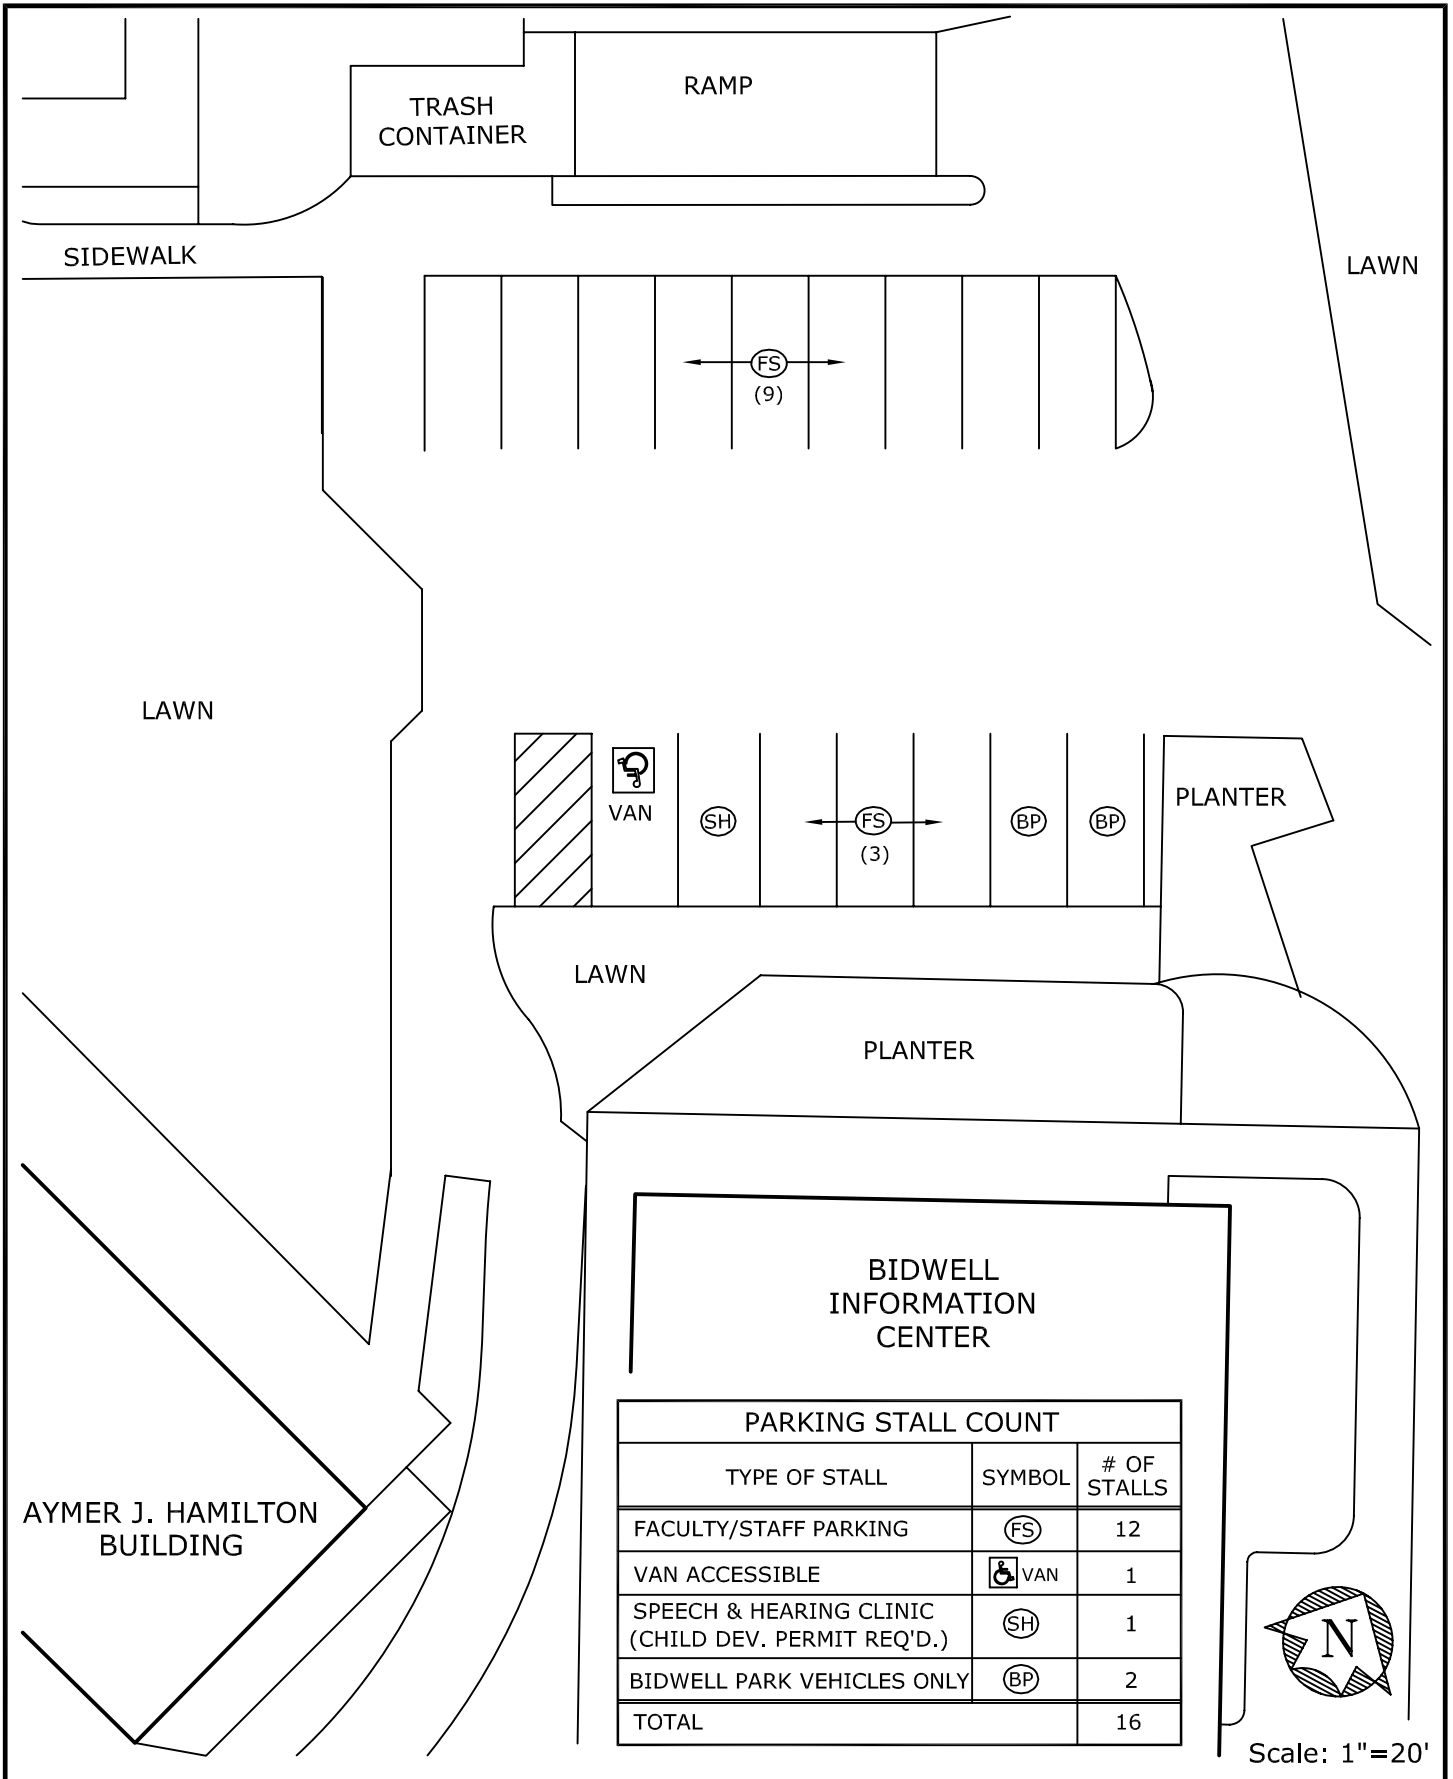 RAMP
TRASH
CONTAINER
SIDEWALK
LAWN
FS
(9)
LAWN
VAN
SH
FS
(3)
BP
BP
PLANTER
LAWN
PLANTER
BIDWELL
INFORMATION
CENTER
AYMER J. HAMILTON
BUILDING
PARKING STALL COUNT
TYPE OF STALL SYMBOL # OF
STALLS
FACULTY/STAFF PARKING FS 12
VAN ACCESSIBLE VAN 1
SPEECH & HEARING CLINIC
(CHILD DEV. PERMIT REQ'D.) SH 1
BIDWELL PARK VEHICLES ONLY BP 2
TOTAL 16
N
Scale: 1"=20'